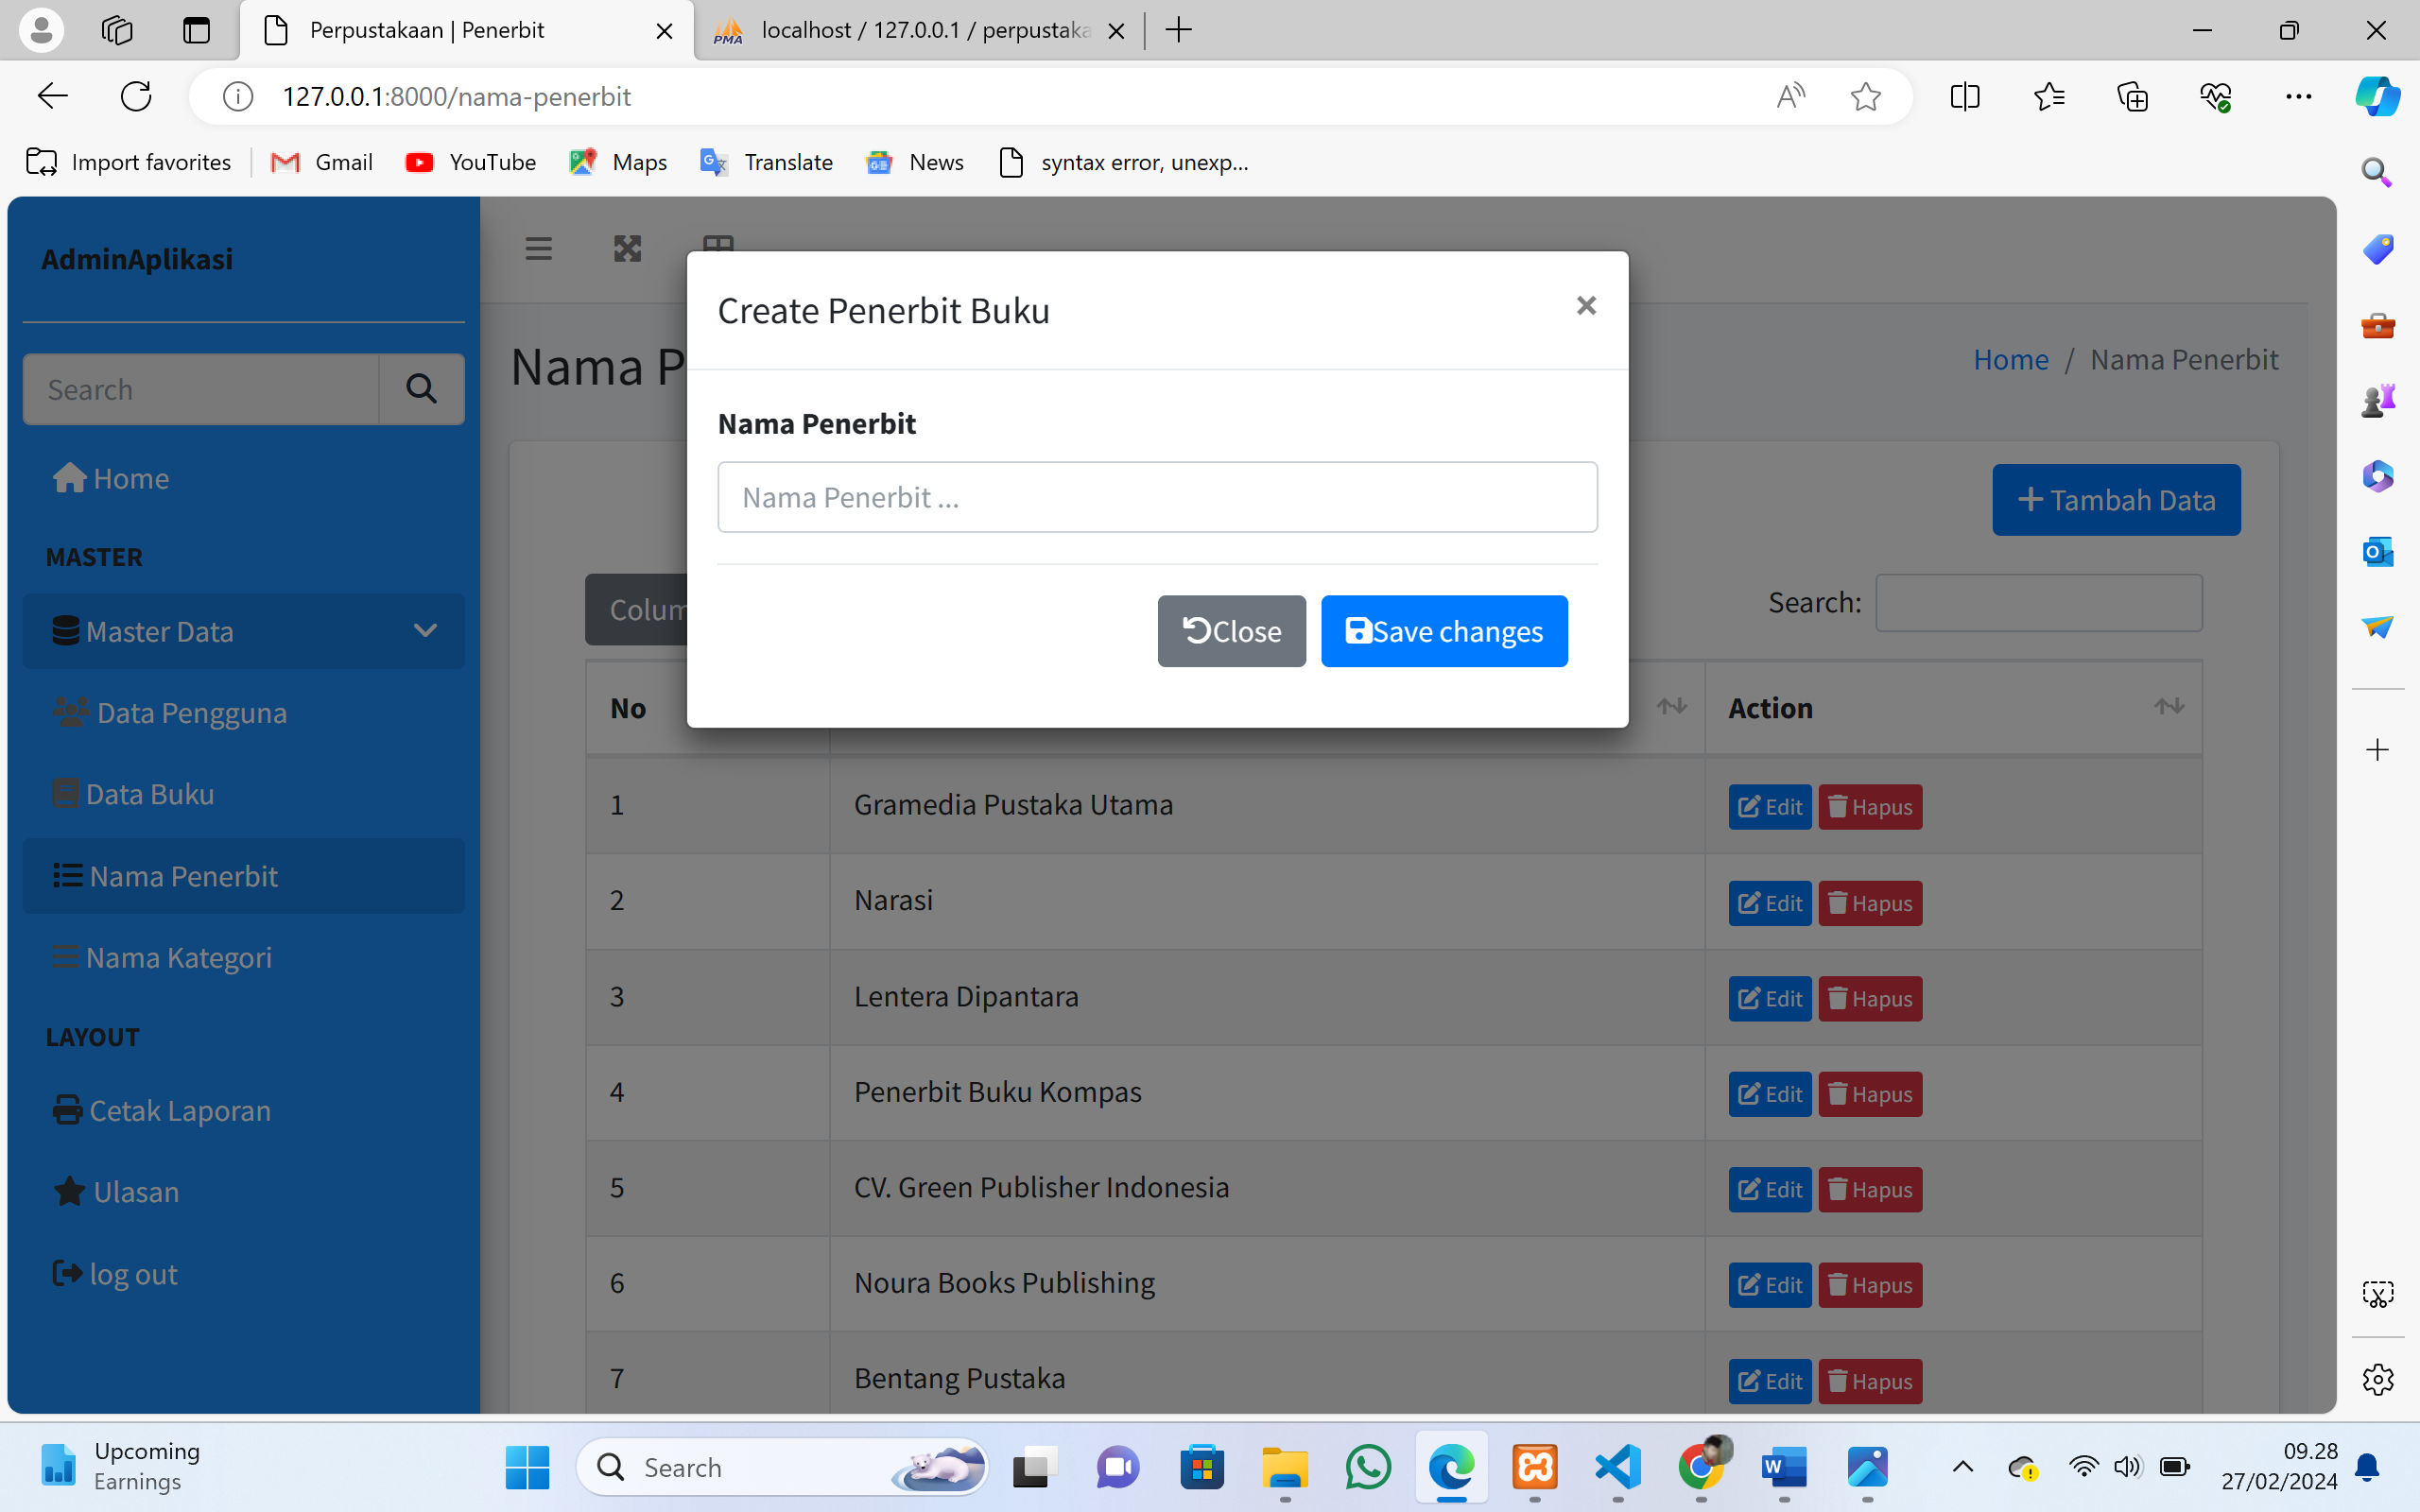 Perpustakaan | Penerbit
localhost / 127.0.0.1 / perpustaka
127.0.0.1:8000/nama-penerbit
Import favorites
Gmail
YouTube
Maps
Translate
News
syntax error, unexp...
AdminAplikasi
Search
Home
MASTER
Master Data
Data Pengguna
Data Buku
Nama Penerbit
Nama Kategori
LAYOUT
Cetak Laporan
Ulasan
log out
Nama P
Home / Nama Penerbit
Tambah Data
Create Penerbit Buku
×
Nama Penerbit
Nama Penerbit ...
Close
Save changes
Colum
Search:
No
Action
1 Gramedia Pustaka Utama Edit Hapus
2 Narasi Edit Hapus
3 Lentera Dipantara Edit Hapus
4 Penerbit Buku Kompas Edit Hapus
5 CV. Green Publisher Indonesia Edit Hapus
6 Noura Books Publishing Edit Hapus
7 Bentang Pustaka Edit Hapus
Upcoming
Earnings
Search
09.28
27/02/2024